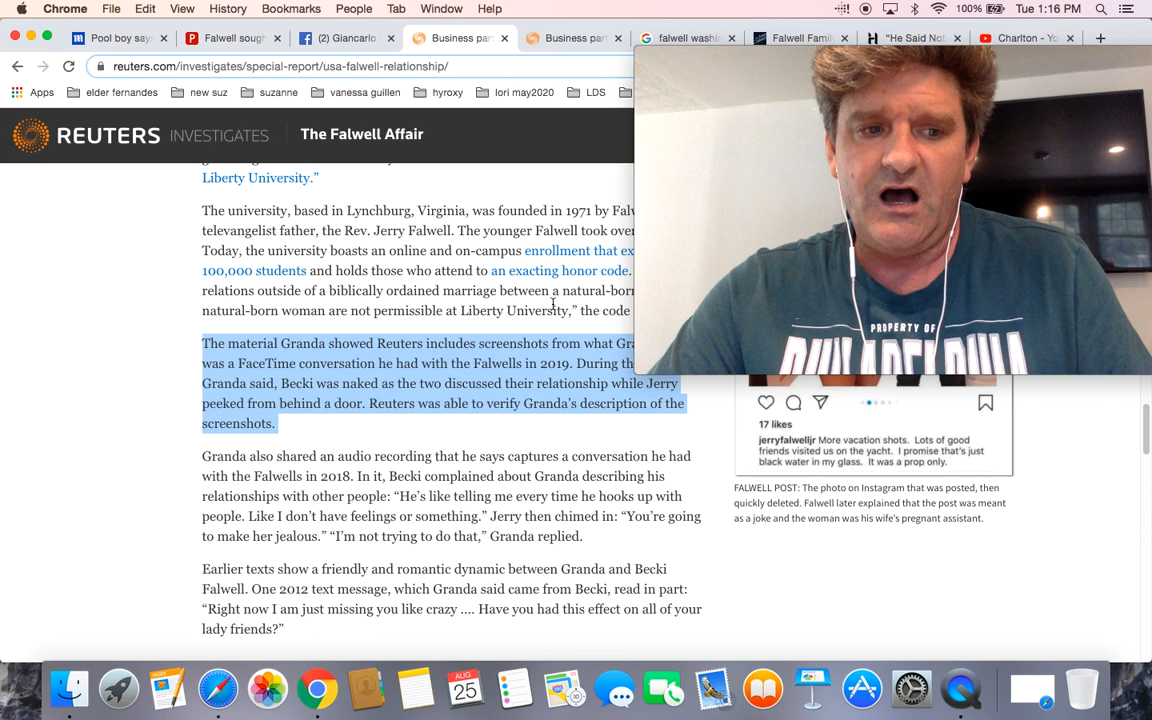 Chrome File Edit View History Bookmarks People Tab Window Help 100% Tue 1:16 PM
Pool boy say Falwell sough (2) Giancarlo Business par Business par falwell wash Falwell Fami "He Said Not Charlton - Yo
reuters.com/investigates/special-report/usa-falwell-relationship/
Apps elder fernandes new suz suzanne vanessa guillen hyroxy lori may2020 LDS
REUTERS INVESTIGATES The Falwell Affair
Liberty University.”
The university, based in Lynchburg, Virginia, was founded in 1971 by Falw
televangelist father, the Rev. Jerry Falwell. The younger Falwell took over
Today, the university boasts an online and on-campus enrollment that ex
100,000 students and holds those who attend to an exacting honor code.
relations outside of a biblically ordained marriage between a natural-born
natural-born woman are not permissible at Liberty University,” the code
The material Granda showed Reuters includes screenshots from what Gra
was a FaceTime conversation he had with the Falwells in 2019. During th
Granda said, Becki was naked as the two discussed their relationship while Jerry
peeked from behind a door. Reuters was able to verify Granda’s description of the
screenshots.
Granda also shared an audio recording that he says captures a conversation he had
with the Falwells in 2018. In it, Becki complained about Granda describing his
relationships with other people: “He’s like telling me every time he hooks up with
people. Like I don’t have feelings or something.” Jerry then chimed in: “You’re going
to make her jealous.” “I’m not trying to do that,” Granda replied.
Earlier texts show a friendly and romantic dynamic between Granda and Becki
Falwell. One 2012 text message, which Granda said came from Becki, read in part:
“Right now I am just missing you like crazy .... Have you had this effect on all of your
lady friends?”
PROPERTY OF
PHILADELPHIA
17 likes
jerryfalwelljr More vacation shots. Lots of good
friends visited us on the yacht. I promise that's just
black water in my glass. It was a prop only.
FALWELL POST: The photo on Instagram that was posted, then
quickly deleted. Falwell later explained that the post was meant
as a joke and the woman was his wife’s pregnant assistant.
AUG
25